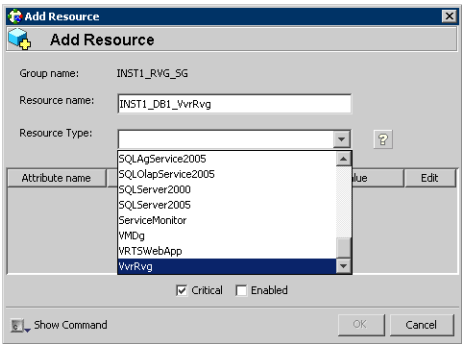 Add Resource
Add Resource
Group name: INST1_RVG_SG
Resource name: INST1_DB1_VvrRvg
Resource Type: ?
SQLAgService2005
SQLOlapService2005
SQLServer2000
SQLServer2005
ServiceMonitor
VMDg
VRTSWebApp
VvrRvg
Attribute name lue Edit
Critical Enabled
Show Command OK Cancel